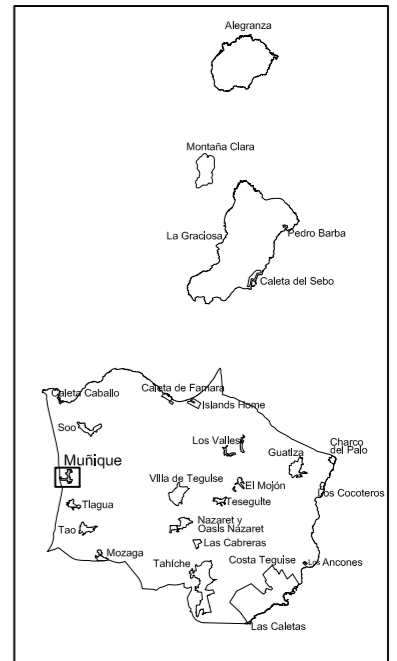 Alegranza
Montaña Clara
La Graciosa
Pedro Barba
Caleta del Sebo
Caleta Caballo
Caleta de Famara
Islands Home
Soo
Los Valles
Guatiza
Charco
del Palo
Muñique
Villa de Teguise
El Mojón
Los Cocoteros
Tiagua
Teseguite
Tao
Nazaret y
Oasis Nazaret
Las Cabreras
Mozaga
Tahíche
Costa Teguise
Los Ancones
Las Caletas